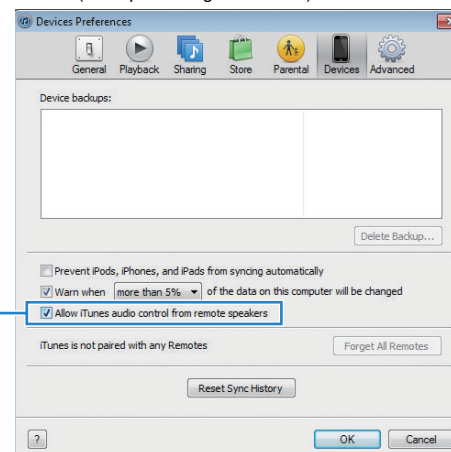 Devices Preferences
General Playback Sharing Store Parental Devices Advanced
Device backups:
Delete Backup...
Prevent iPods, iPhones, and iPads from syncing automatically
Warn when more than 5% of the data on this computer will be changed
Allow iTunes audio control from remote speakers
iTunes is not paired with any Remotes Forget All Remotes
Reset Sync History
? OK Cancel